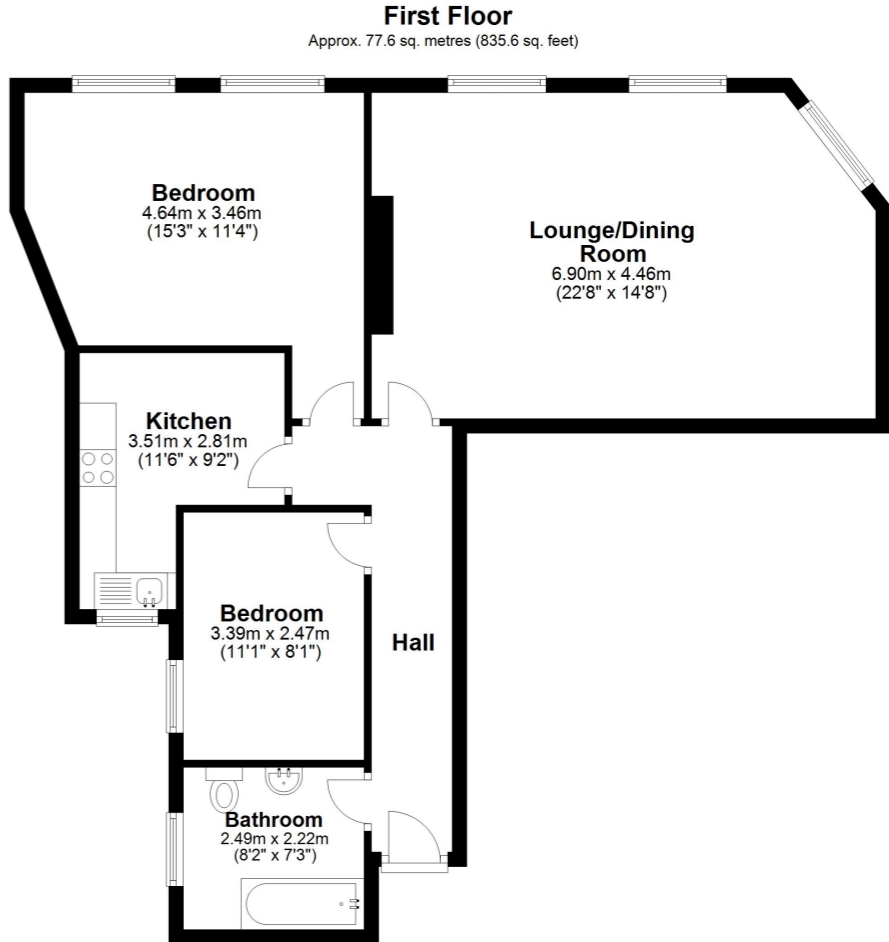 First Floor
Approx. 77.6 sq. metres (835.6 sq. feet)
Bedroom
4.64m x 3.46m
(15'3" x 11'4")
Lounge/Dining
Room
6.90m x 4.46m
(22'8" x 14'8")
Kitchen
3.51m x 2.81m
(11'6" x 9'2")
Bedroom
3.39m x 2.47m
(11'1" x 8'1")
Hall
Bathroom
2.49m x 2.22m
(8'2" x 7'3")